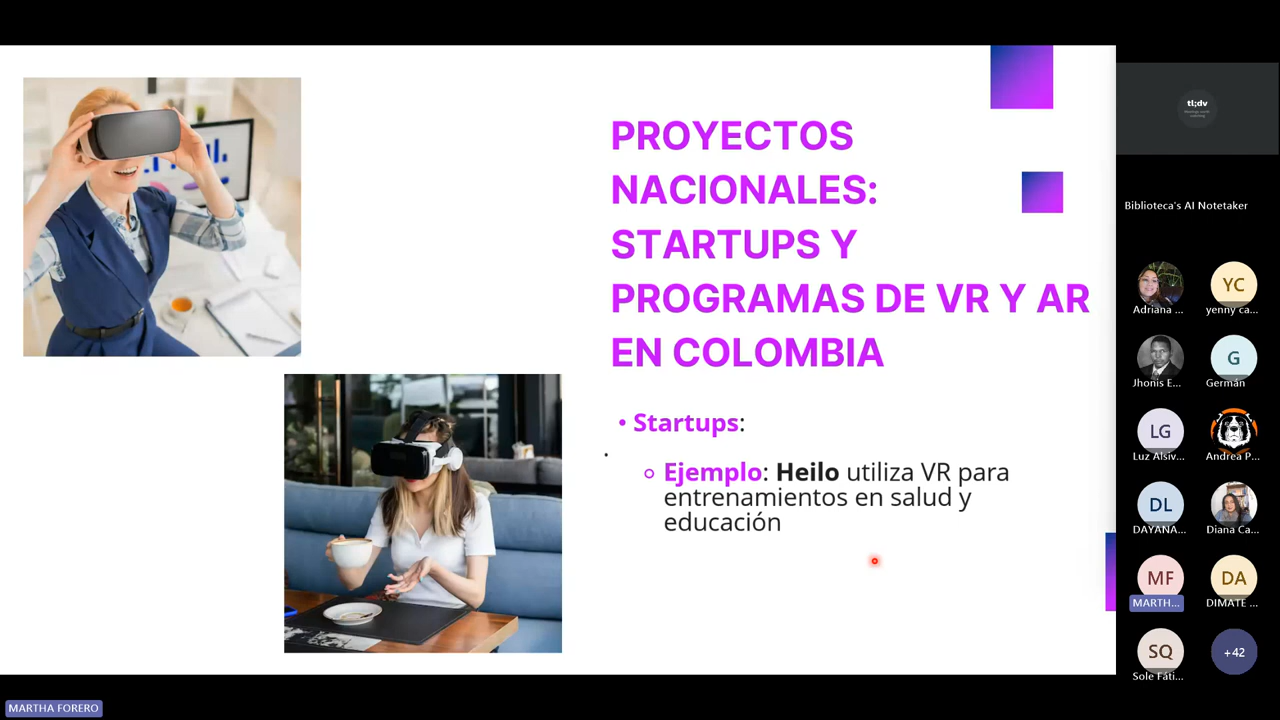 PROYECTOS
NACIONALES:
STARTUPS Y
PROGRAMAS DE VR Y AR
EN COLOMBIA
• Startups:
Ejemplo: Heilo utiliza VR para
entrenamientos en salud y
educación
tl;dv
Biblioteca's AI Notetaker
Adriana ...
YC
yenny ca...
Jhonis E...
G
Germán
LG
Luz Alsiv...
Andrea P...
DL
DAYANA...
Diana Ca...
MF
MARTH...
DA
DIMATE ...
SQ
Sole Fáti...
+42
MARTHA FORERO